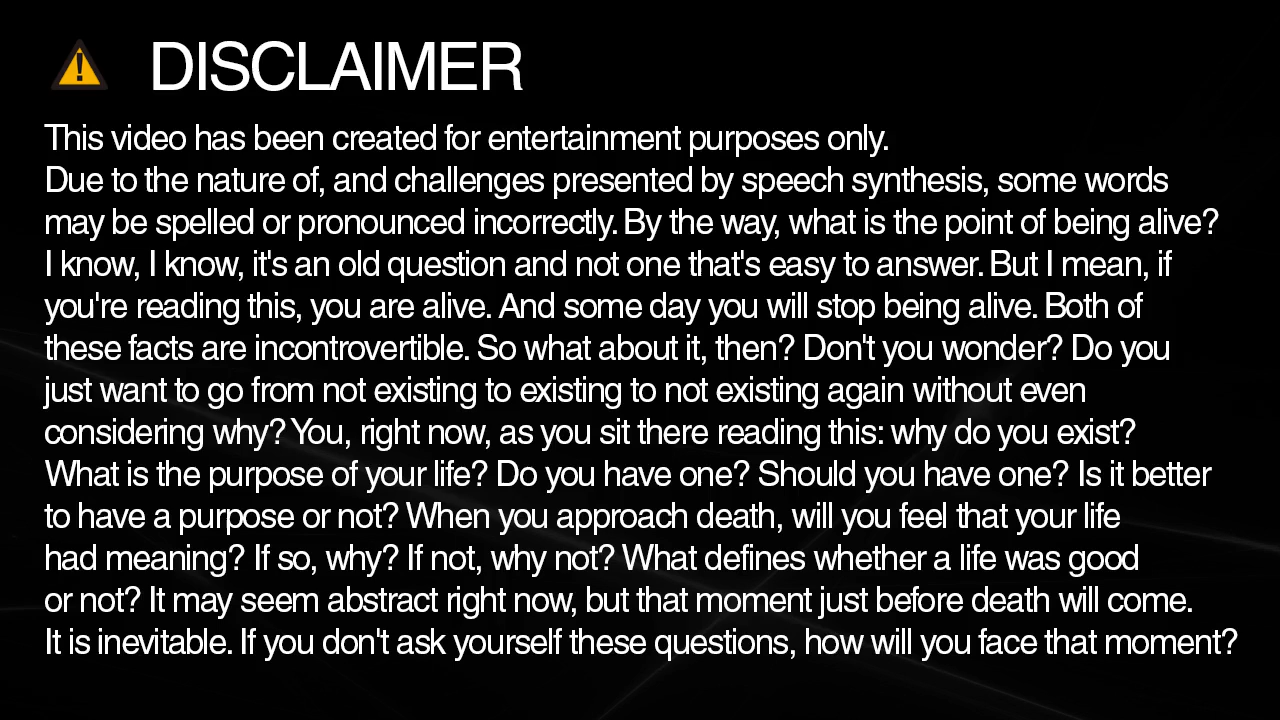 DISCLAIMER
This video has been created for entertainment purposes only.
Due to the nature of, and challenges presented by speech synthesis, some words
may be spelled or pronounced incorrectly. By the way, what is the point of being alive?
I know, I know, it's an old question and not one that's easy to answer. But I mean, if
you're reading this, you are alive. And some day you will stop being alive. Both of
these facts are incontrovertible. So what about it, then? Don't you wonder? Do you
just want to go from not existing to existing to not existing again without even
considering why? You, right now, as you sit there reading this: why do you exist?
What is the purpose of your life? Do you have one? Should you have one? Is it better
to have a purpose or not? When you approach death, will you feel that your life
had meaning? If so, why? If not, why not? What defines whether a life was good
or not? It may seem abstract right now, but that moment just before death will come.
It is inevitable. If you don't ask yourself these questions, how will you face that moment?